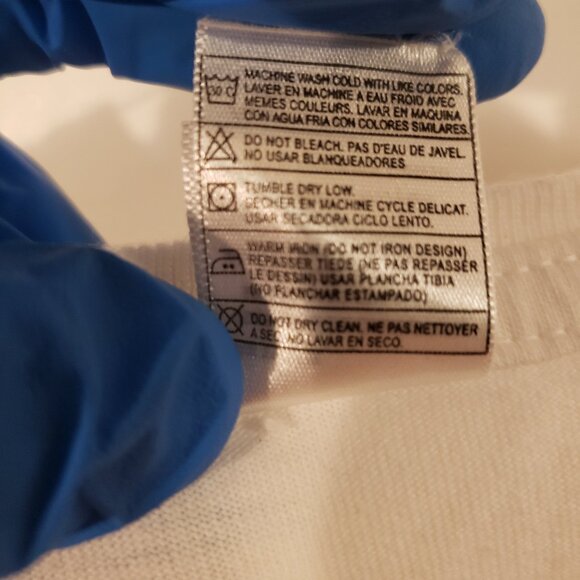 30 C
MACHINE WASH COLD WITH LIKE COLORS.
LAVER EN MACHINE A EAU FROID AVEC
MEMES COULEURS. LAVAR EN MAQUINA
CON AGUA FRIA CON COLORES SIMILARES.
DO NOT BLEACH. PAS D'EAU DE JAVEL.
NO USAR BLANQUEADORES
TUMBLE DRY LOW.
SECHER EN MACHINE CYCLE DELICAT.
USAR SECADORA CICLO LENTO.
WARM IRON (DO NOT IRON DESIGN)
REPASSER TIEDE (NE PAS REPASSER
LE DESSIN) USAR PLANCHA TIBIA
(NO PLANCHAR ESTAMPADO)
DO NOT DRY CLEAN. NE PAS NETTOYER
A SEC NO LAVAR EN SECO.